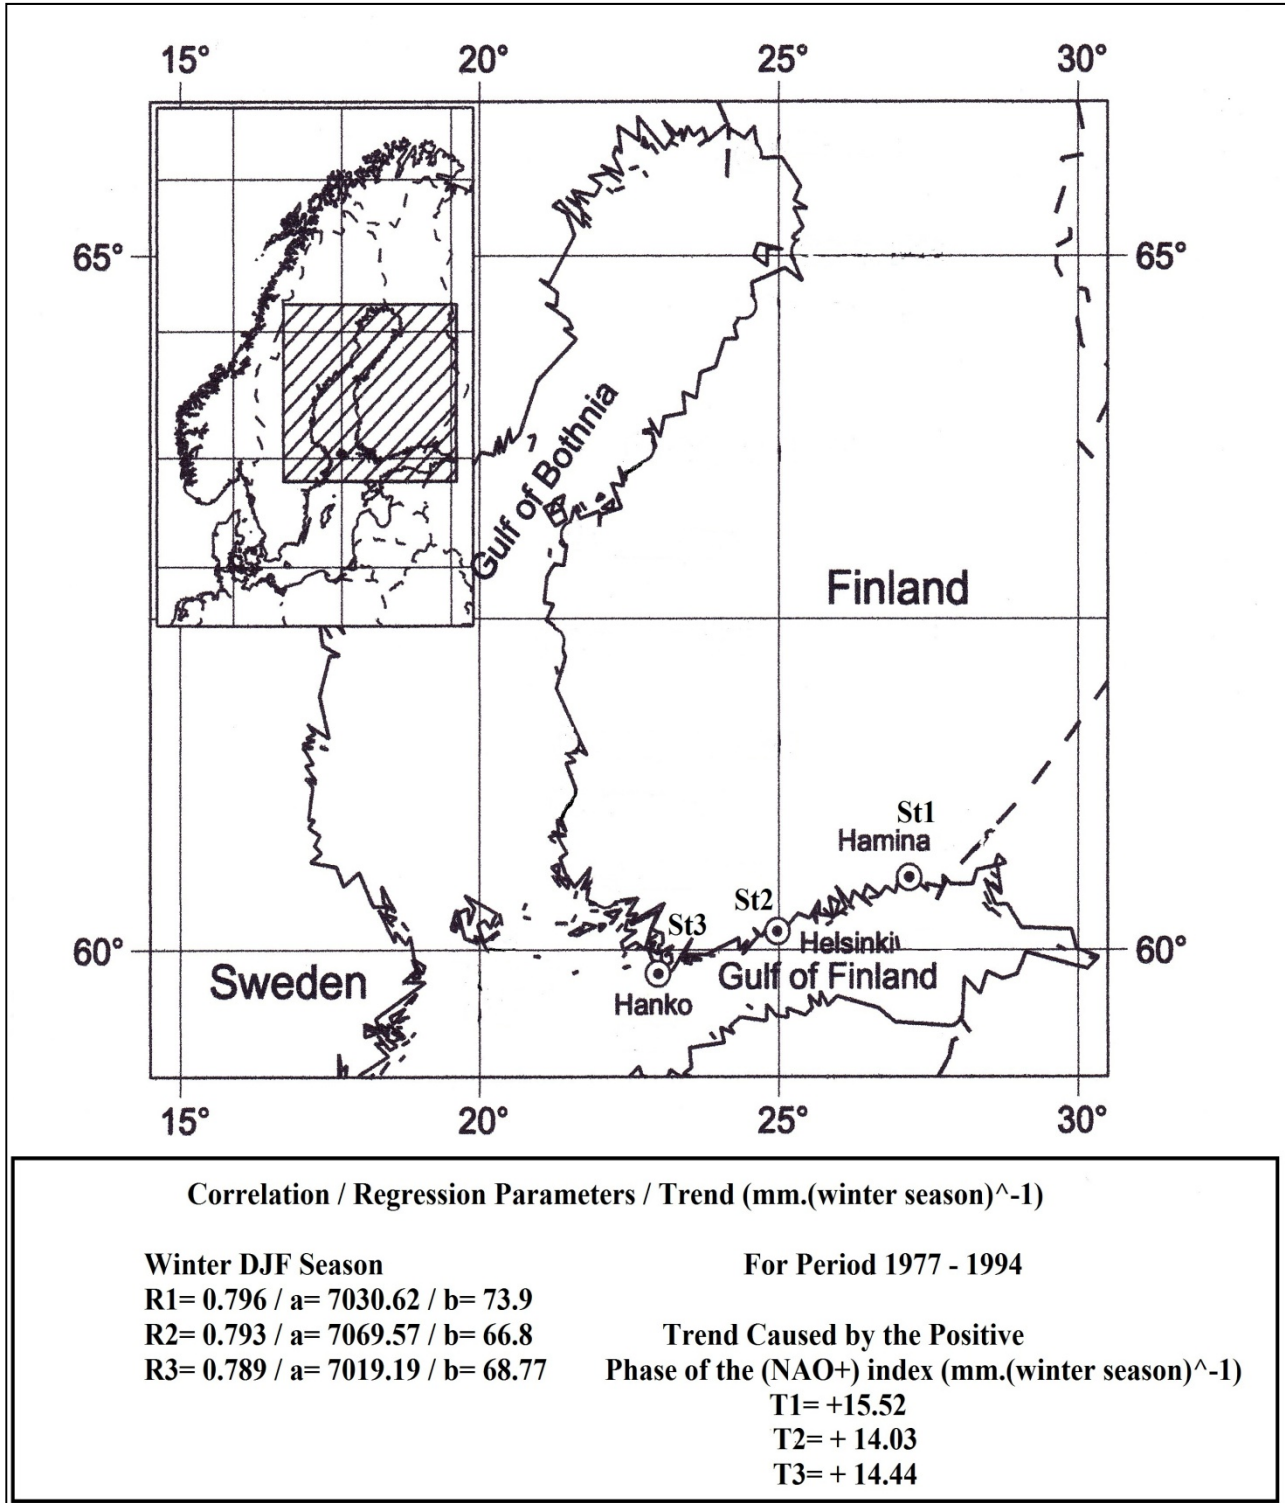 15° 20° 25° 30°
65° 65°
Gulf of Bothnia
Finland
St1
Hamina
St2
St3
Helsinki
60° 60°
Sweden
Gulf of Finland
Hanko
15° 20° 25° 30°
Correlation / Regression Parameters / Trend (mm.(winter season)^-1)
Winter DJF Season For Period 1977 - 1994
R1= 0.796 / a= 7030.62 / b= 73.9
R2= 0.793 / a= 7069.57 / b= 66.8 Trend Caused by the Positive
R3= 0.789 / a= 7019.19 / b= 68.77 Phase of the (NAO+) index (mm.(winter season)^-1)
T1= +15.52
T2= + 14.03
T3= + 14.44